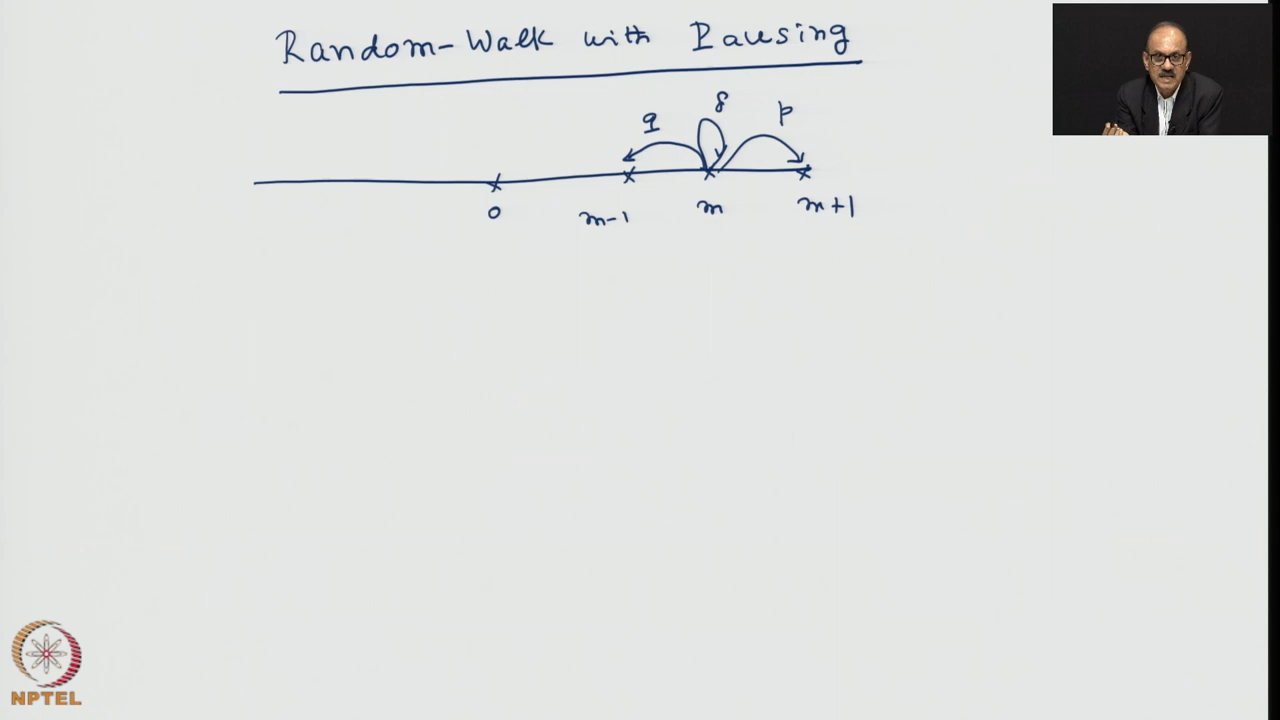 Random-Walk with Pausing
q δ p
0 m-1 m m+1
NPTEL